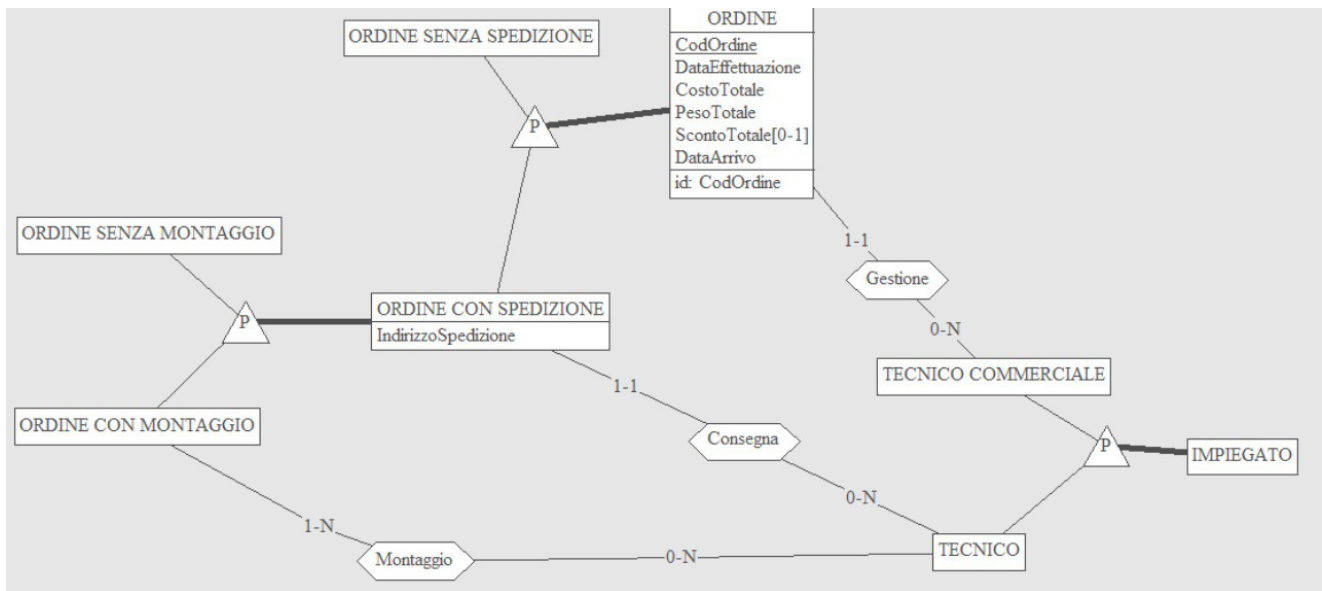 ORDINE
ORDINE SENZA SPEDIZIONE
CodOrdine
DataEffettuazione
CostoTotale
PesoTotale
ScontoTotale[0-1]
DataArrivo
id: CodOrdine
P
ORDINE SENZA MONTAGGIO
1-1
Gestione
ORDINE CON SPEDIZIONE
IndirizzoSpedizione
P
0-N
TECNICO COMMERCIALE
1-1
ORDINE CON MONTAGGIO
Consegna
P
IMPIEGATO
0-N
1-N
Montaggio
0-N
TECNICO